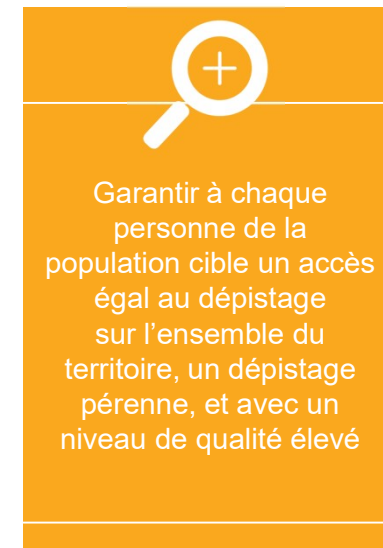 Garantir à chaque
personne de la
population cible un accès
égal au dépistage
sur l’ensemble du
territoire, un dépistage
pérenne, et avec un
niveau de qualité élevé